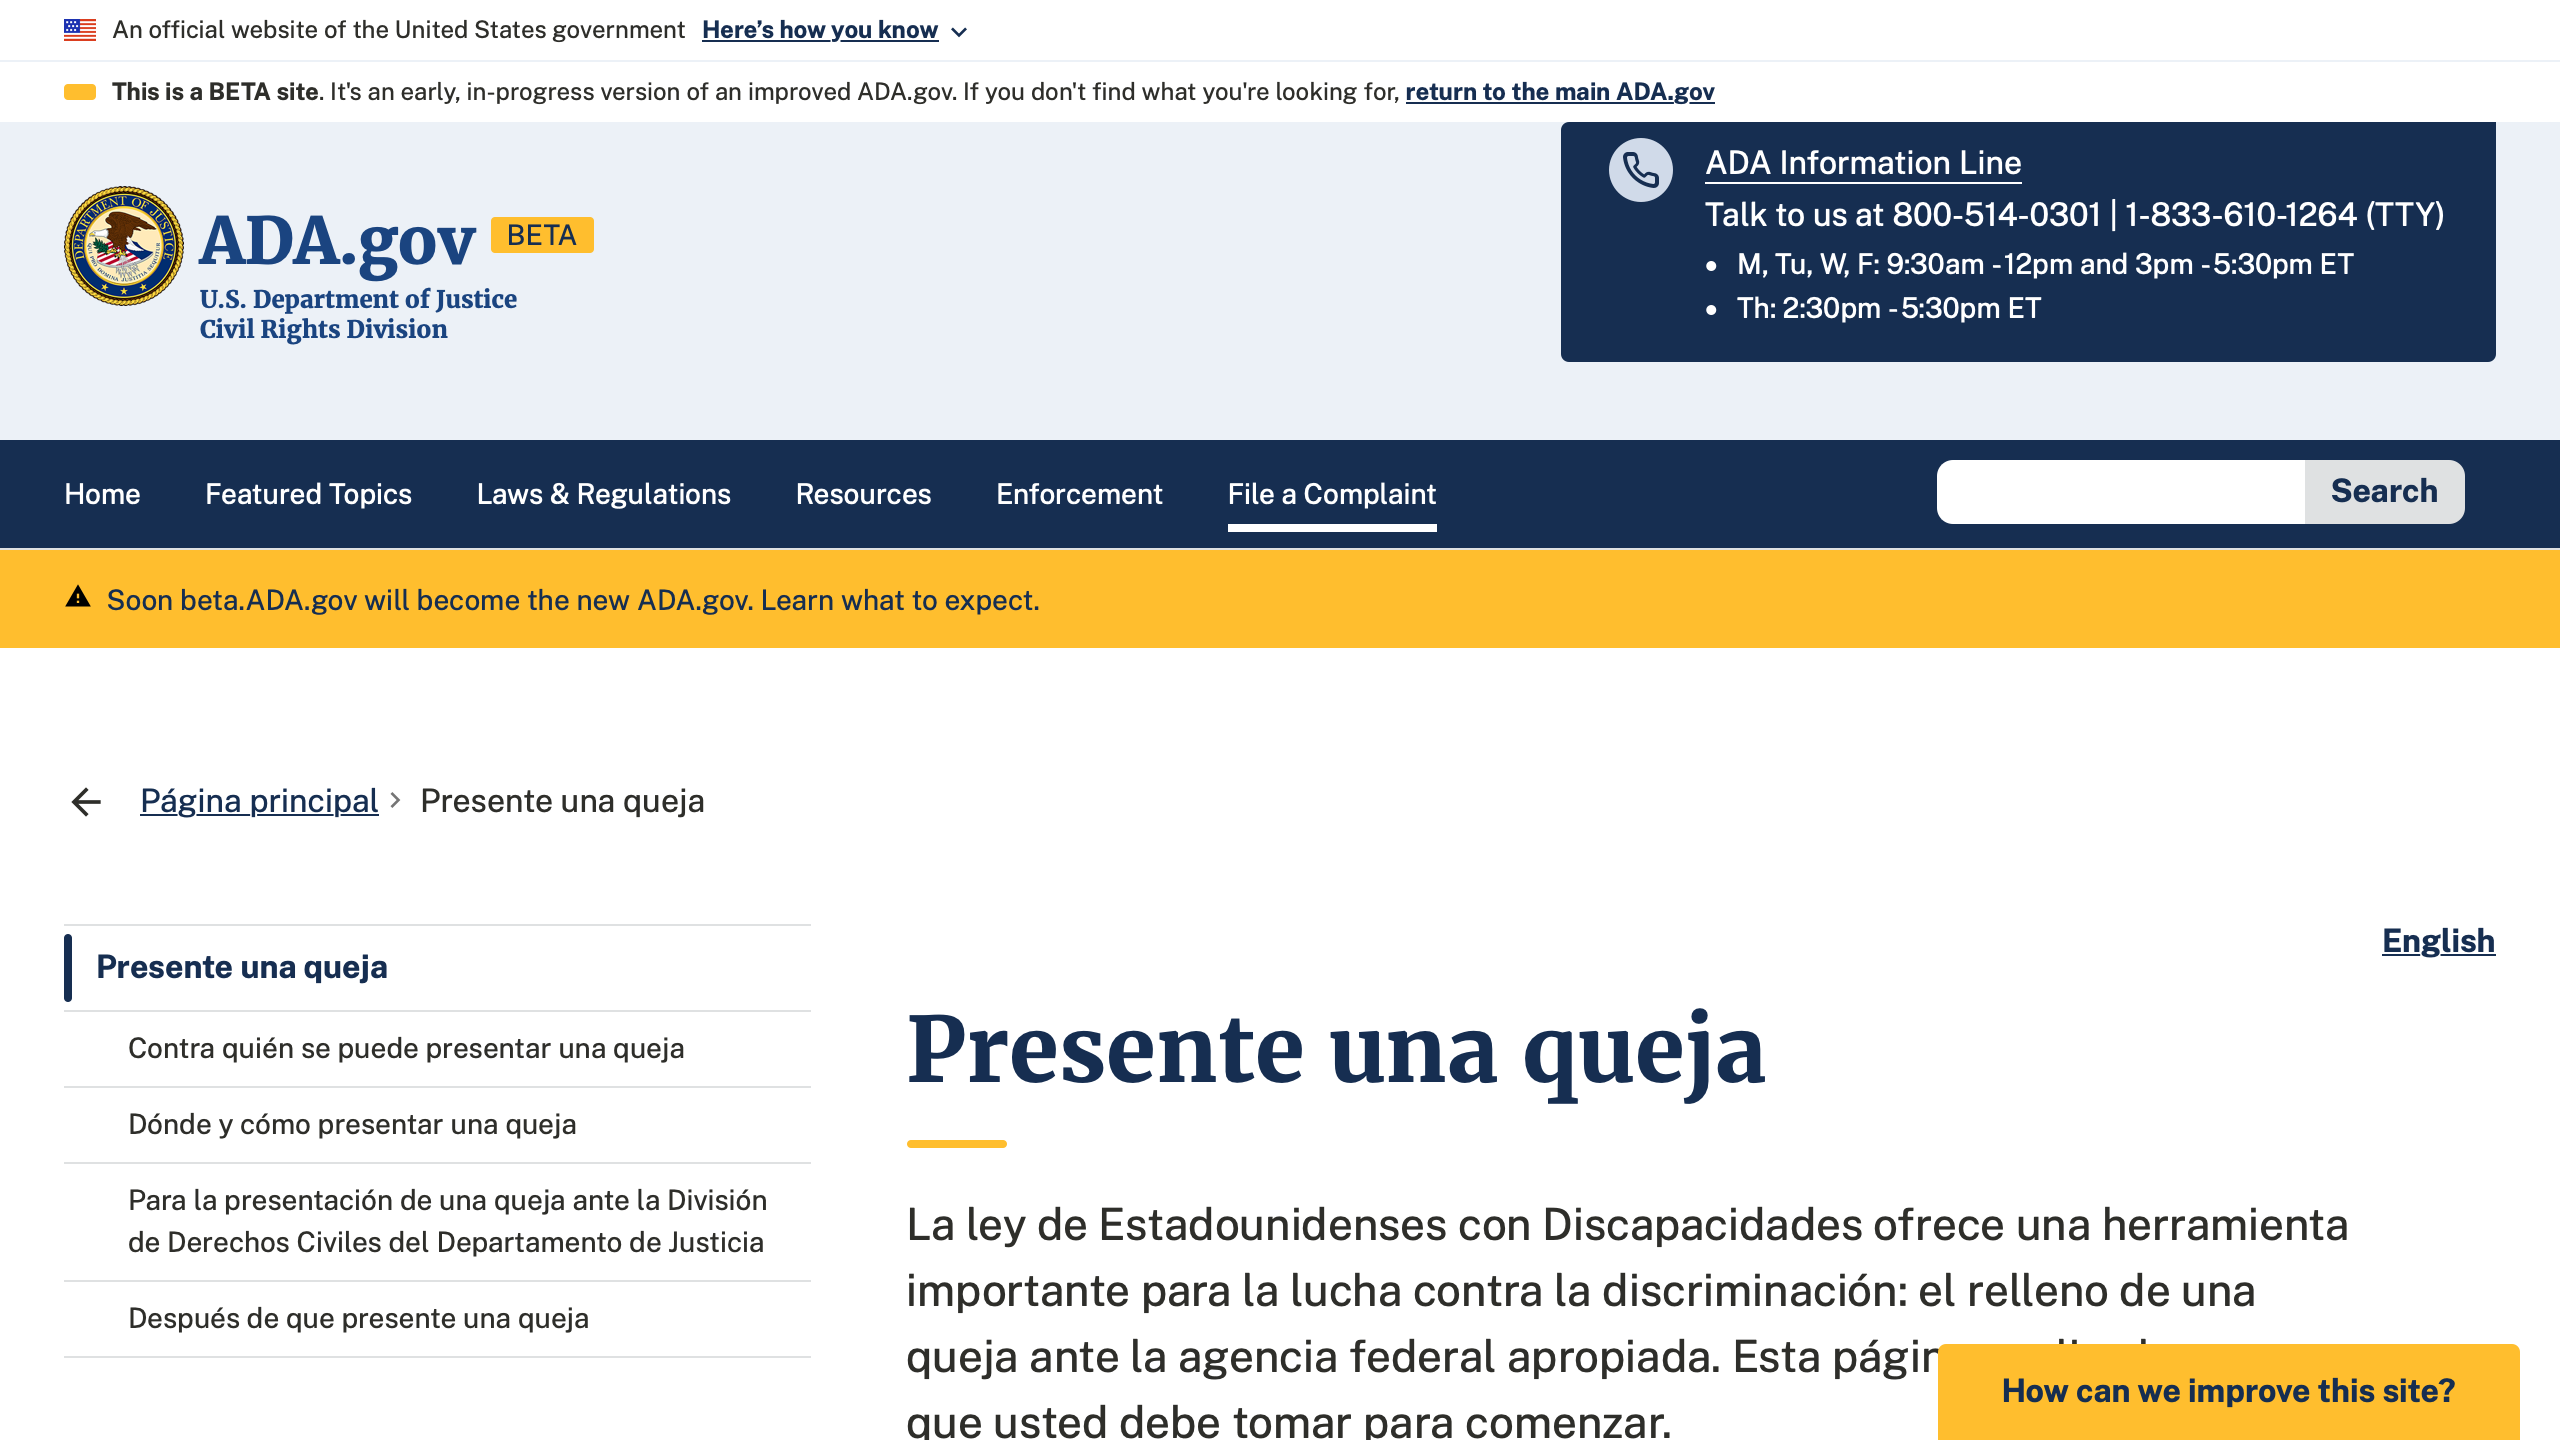 An official website of the United States government Here’s how you know
This is a BETA site. It's an early, in-progress version of an improved ADA.gov. If you don't find what you're looking for, return to the main ADA.gov
ADA.gov BETA
U.S. Department of Justice
Civil Rights Division
ADA Information Line
Talk to us at 800-514-0301 | 1-833-610-1264 (TTY)
• M, Tu, W, F: 9:30am - 12pm and 3pm - 5:30pm ET
• Th: 2:30pm - 5:30pm ET
Home Featured Topics Laws & Regulations Resources Enforcement File a Complaint Search
Soon beta.ADA.gov will become the new ADA.gov. Learn what to expect.
Página principal > Presente una queja
Presente una queja
Contra quién se puede presentar una queja
Dónde y cómo presentar una queja
Para la presentación de una queja ante la División
de Derechos Civiles del Departamento de Justicia
Después de que presente una queja
English
Presente una queja
La ley de Estadounidenses con Discapacidades ofrece una herramienta
importante para la lucha contra la discriminación: el relleno de una
queja ante la agencia federal apropiada. Esta
que usted debe tomar para comenzar.
How can we improve this site?